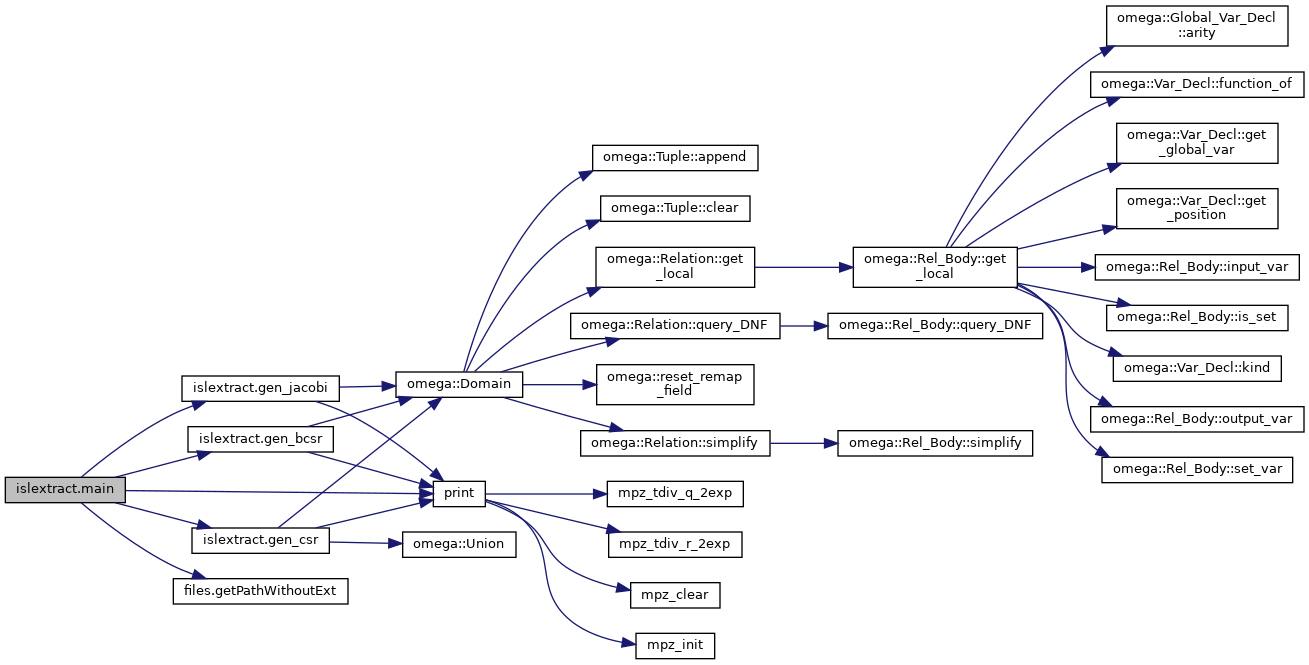 islextract.main
islextract.gen_jacobi
islextract.gen_bcsr
islextract.gen_csr
files.getPathWithoutExt
omega::Domain
print
omega::Union
omega::Tuple::append
omega::Tuple::clear
omega::Relation::get
_local
omega::Relation::query_DNF
omega::reset_remap
_field
omega::Relation::simplify
mpz_tdiv_q_2exp
mpz_tdiv_r_2exp
mpz_clear
mpz_init
omega::Rel_Body::get
_local
omega::Rel_Body::query_DNF
omega::Rel_Body::simplify
omega::Global_Var_Decl
::arity
omega::Var_Decl::function_of
omega::Var_Decl::get
_global_var
omega::Var_Decl::get
_position
omega::Rel_Body::input_var
omega::Rel_Body::is_set
omega::Var_Decl::kind
omega::Rel_Body::output_var
omega::Rel_Body::set_var